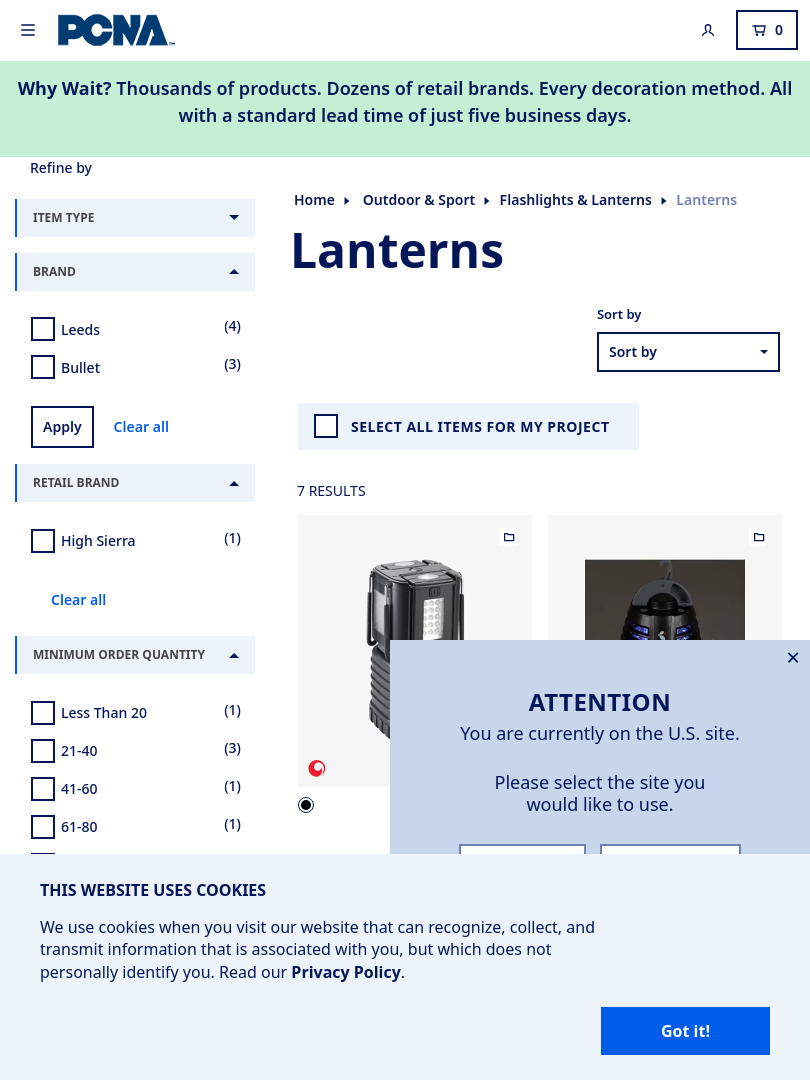 PCNA
0
Why Wait? Thousands of products. Dozens of retail brands. Every decoration method. All
with a standard lead time of just five business days.
Refine by
ITEM TYPE
BRAND
Leeds (4)
Bullet (3)
Apply Clear all
RETAIL BRAND
High Sierra (1)
Clear all
MINIMUM ORDER QUANTITY
Less Than 20 (1)
21-40 (3)
41-60 (1)
61-80 (1)
Home Outdoor & Sport Flashlights & Lanterns Lanterns
Lanterns
Sort by
Sort by
SELECT ALL ITEMS FOR MY PROJECT
7 RESULTS
ATTENTION
You are currently on the U.S. site.
Please select the site you
would like to use.
THIS WEBSITE USES COOKIES
We use cookies when you visit our website that can recognize, collect, and
transmit information that is associated with you, but which does not
personally identify you. Read our Privacy Policy.
Got it!